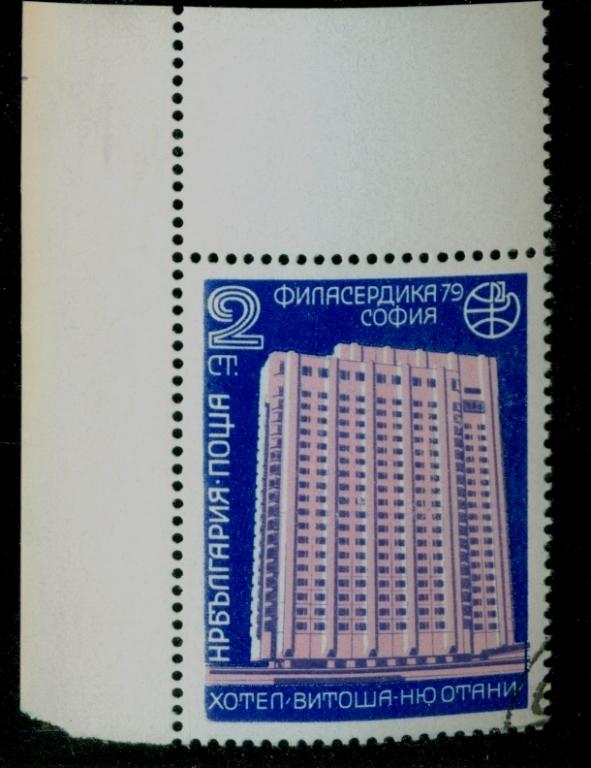 ФИЛАСЕРДИКА 79
СОФИЯ
2
СТ.
НРБЪЛГАРИЯ·ПОЩА
ХОТЕЛ·ВИТОША-НЮ ОТАНИ·